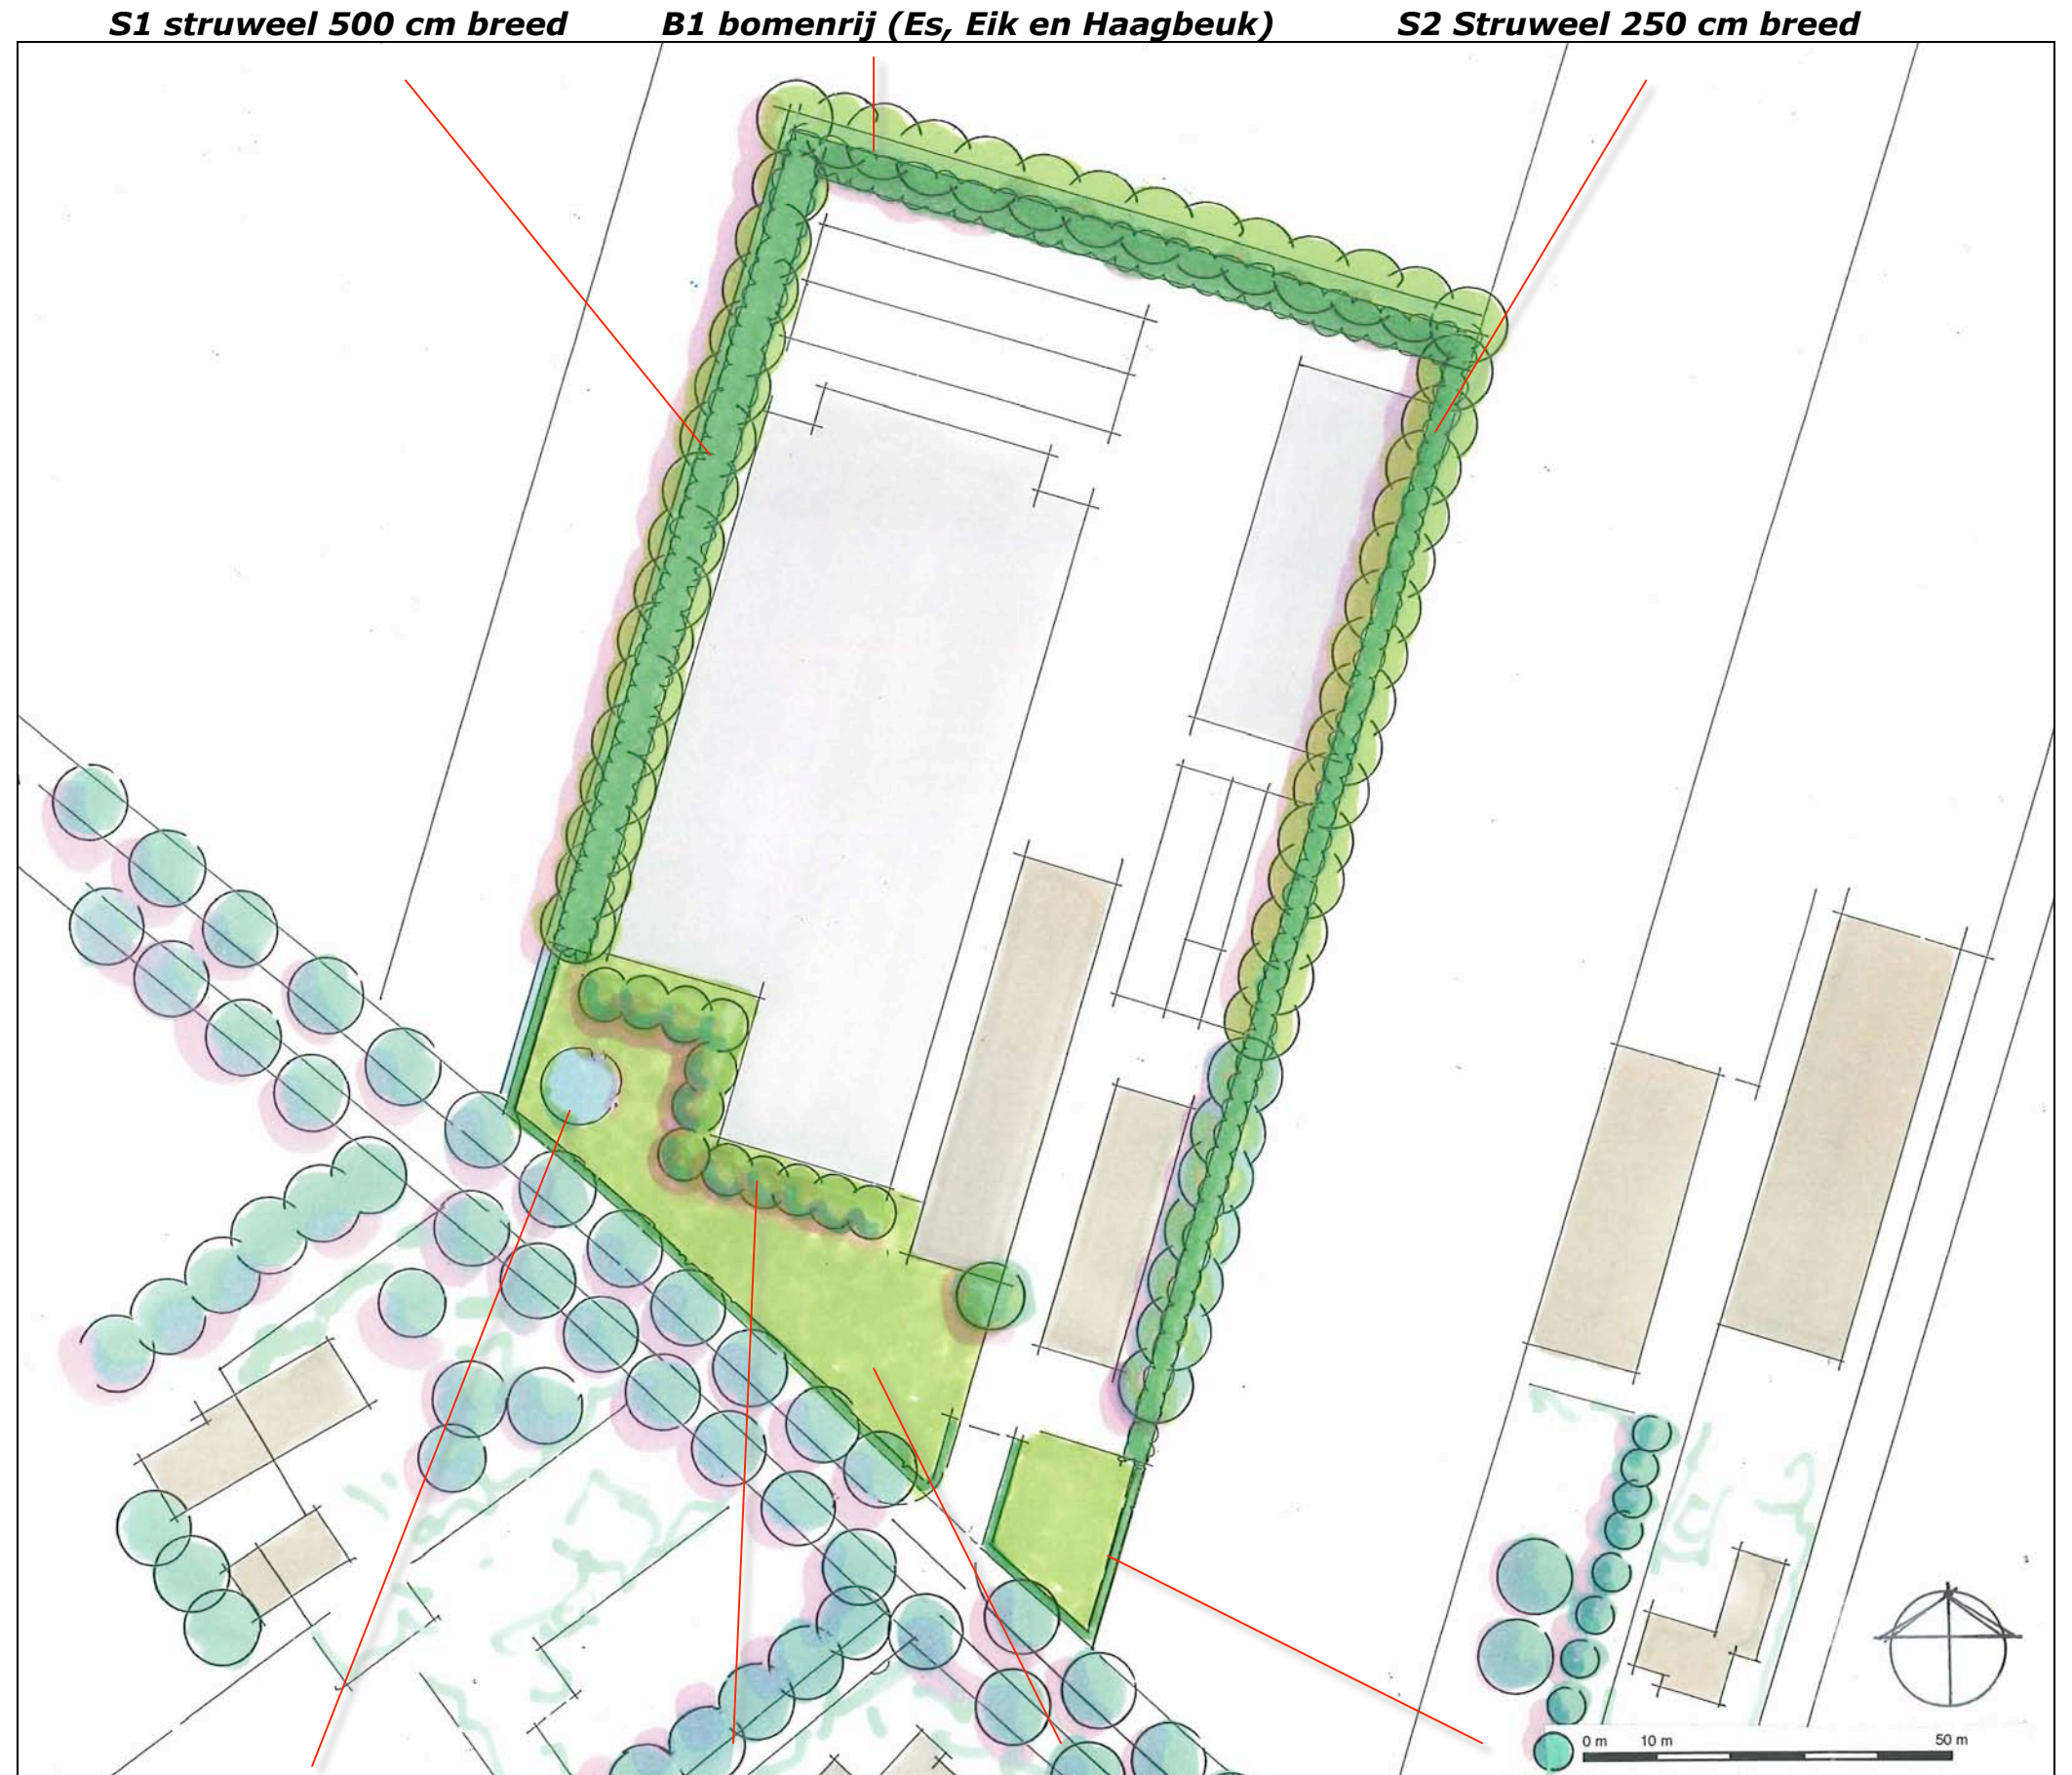 S1 struweel 500 cm breed B1 bomenrij (Es, Eik en Haagbeuk) S2 Struweel 250 cm breed
0 m 10 m 50 m